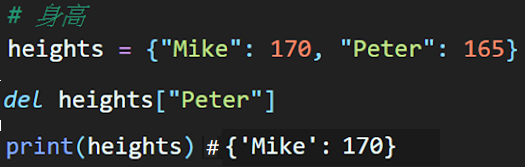 # 身高
heights = {"Mike": 170, "Peter": 165}
del heights["Peter"]
print(heights) # {'Mike': 170}